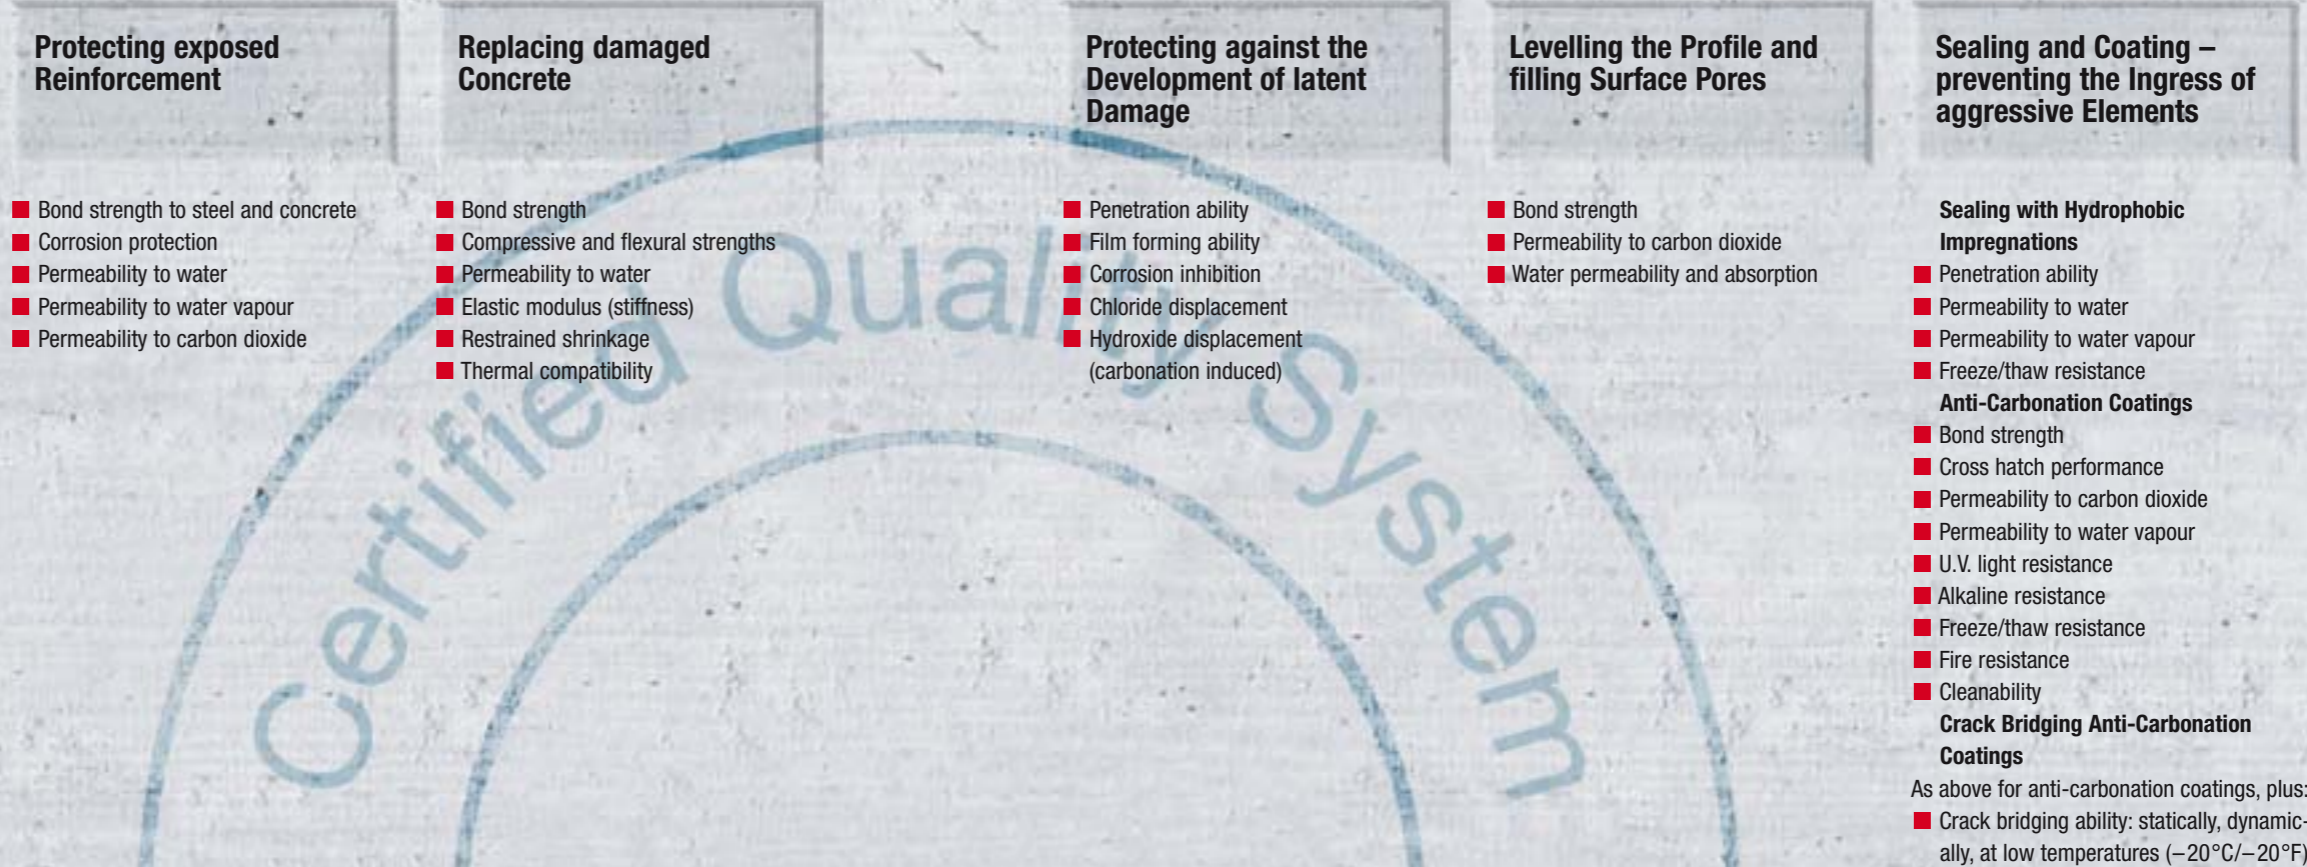 Protecting exposed
Reinforcement
■ Bond strength to steel and concrete
■ Corrosion protection
■ Permeability to water
■ Permeability to water vapour
■ Permeability to carbon dioxide
Replacing damaged
Concrete
■ Bond strength
■ Compressive and flexural strengths
■ Permeability to water
■ Elastic modulus (stiffness)
■ Restrained shrinkage
■ Thermal compatibility
Protecting against the
Development of latent
Damage
■ Penetration ability
■ Film forming ability
■ Corrosion inhibition
■ Chloride displacement
■ Hydroxide displacement
(carbonation induced)
Levelling the Profile and
filling Surface Pores
■ Bond strength
■ Permeability to carbon dioxide
■ Water permeability and absorption
Sealing and Coating –
preventing the Ingress of
aggressive Elements
Sealing with Hydrophobic
Impregnations
■ Penetration ability
■ Permeability to water
■ Permeability to water vapour
■ Freeze/thaw resistance
Anti-Carbonation Coatings
■ Bond strength
■ Cross hatch performance
■ Permeability to carbon dioxide
■ Permeability to water vapour
■ U.V. light resistance
■ Alkaline resistance
■ Freeze/thaw resistance
■ Fire resistance
■ Cleanability
Crack Bridging Anti-Carbonation
Coatings
As above for anti-carbonation coatings, plus:
■ Crack bridging ability: statically, dynamic-
ally, at low temperatures (–20°C/–20°F)
Certified Quality System